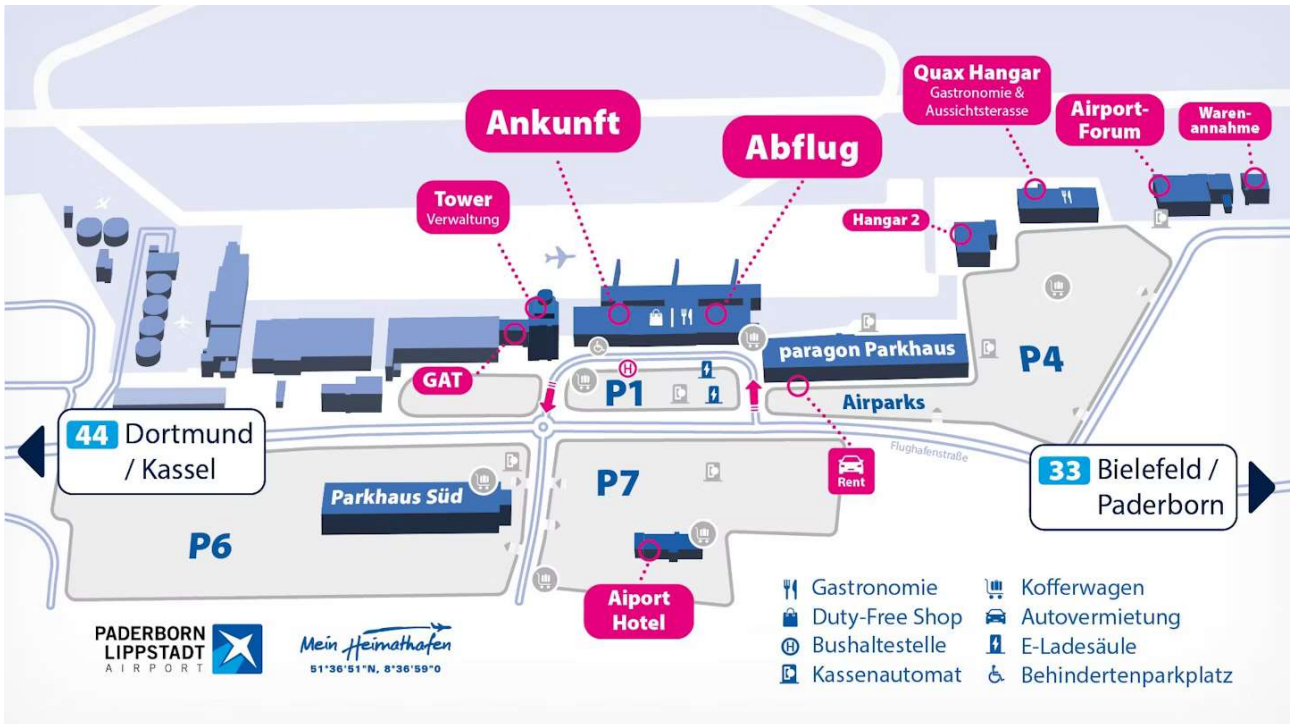 Quax Hangar
Gastronomie &
Aussichtsterasse
Airport-
Forum
Waren-
annahme
Ankunft
Abflug
Tower
Verwaltung
Hangar 2
GAT
H
P1
paragon Parkhaus
P4
Airparks
44 Dortmund
/ Kassel
Flughafenstraße
Rent
33 Bielefeld /
Paderborn
Parkhaus Süd
P7
P6
Aiport
Hotel
PADERBORN
LIPPSTADT
AIRPORT
Mein Heimathafen
51°36'51"N, 8°36'59"0
Gastronomie
Duty-Free Shop
H Bushaltestelle
Kassenautomat
Kofferwagen
Autovermietung
E-Ladesäule
Behindertenparkplatz